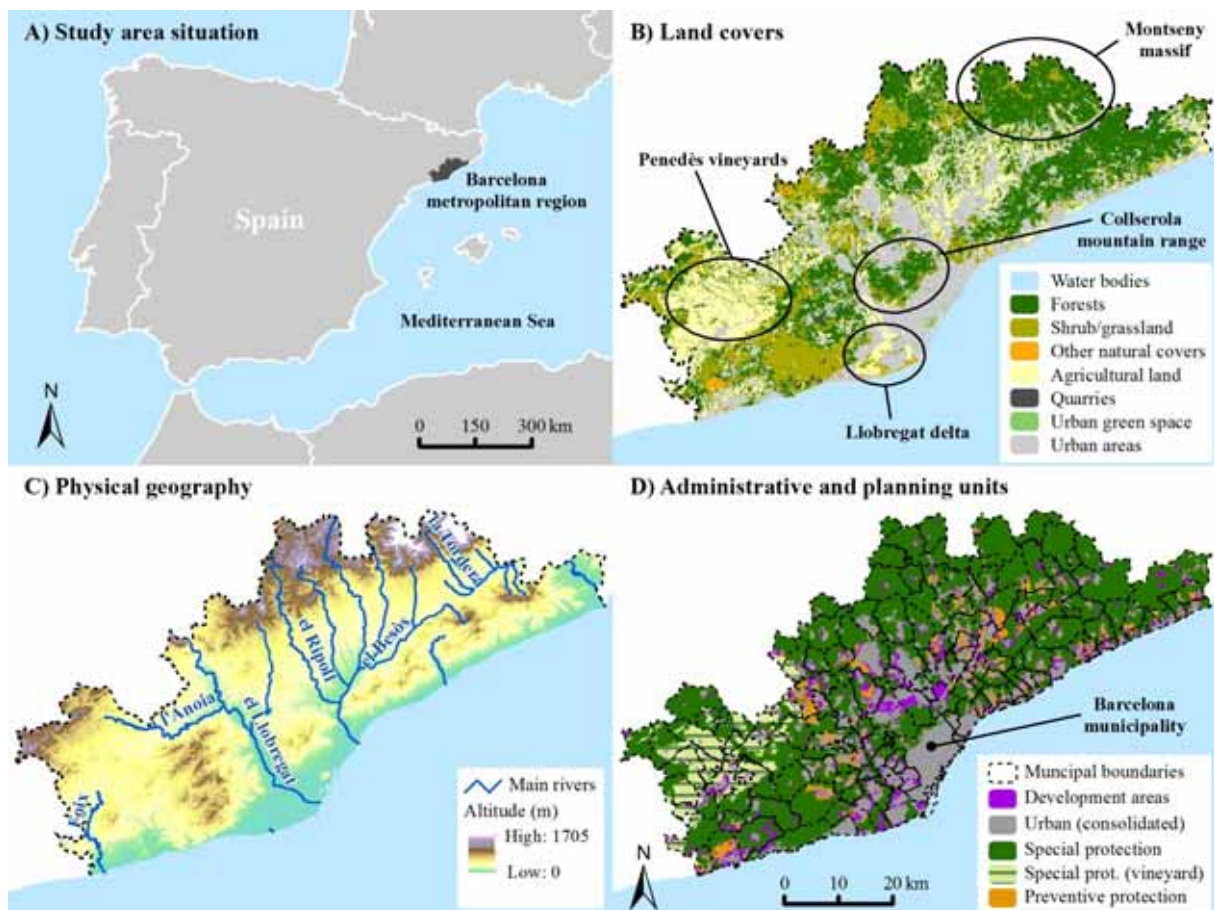 A) Study area situation
Spain
Barcelona
metropolitan region
Mediterranean Sea
N
0 150 300 km
B) Land covers
Montseny
massif
Penedès vineyards
Collserola
mountain range
Llobregat delta
Water bodies
Forests
Shrub/grassland
Other natural covers
Agricultural land
Quarries
Urban green space
Urban areas
C) Physical geography
la Tordera
el Ripoll
el Besòs
l'Anoia
el Llobregat
Foix
Main rivers
Altitude (m)
High: 1705
Low: 0
D) Administrative and planning units
Barcelona
municipality
Muncipal boundaries
Development areas
Urban (consolidated)
Special protection
Special prot. (vineyard)
Preventive protection
N
0 10 20 km